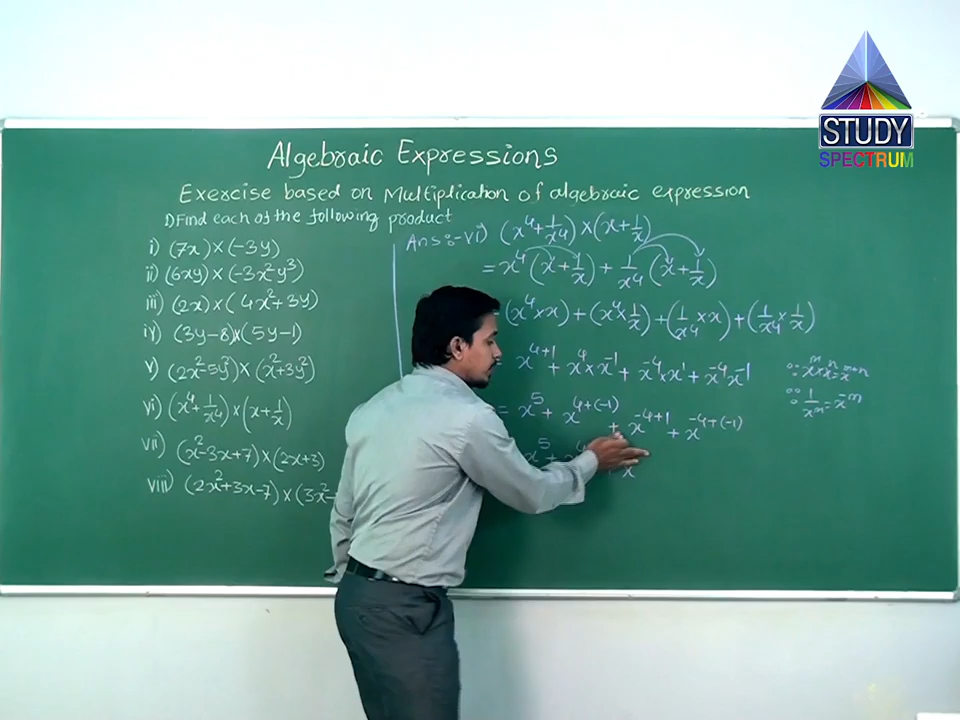 STUDY
SPECTRUM
Algebraic Expressions
Exercise based on Multiplication of algebraic expression
1) Find each of the following product
i) (7x) × (-3y)
ii) (6xy) × (-3x²y³)
iii) (2x) × (4x²+3y)
iv) (3y-8)×(5y-1)
v) (2x²-5y²)×(x²+3y²)
vi) (x⁴+1/x⁴)×(x+1/x)
vii) (x²-3x+7)×(2x+3)
viii) (2x²+3x-7)×(3x²-
Ans:-vi) (x⁴+1/x⁴)×(x+1/x)
= x⁴(x+1/x)+1/x⁴(x+1/x)
(x⁴×x)+(x⁴×1/x)+(1/x⁴×x)+(1/x⁴×1/x)
x⁴⁺¹+x⁴×x⁻¹+x⁻⁴×x¹+x⁻⁴x⁻¹
= x⁵+x⁴⁺⁽⁻¹⁾+x⁻⁴⁺¹+x⁻⁴⁺⁽⁻¹⁾
x⁵+x
∵ xᵐ×xⁿ=xᵐ⁺ⁿ
∵ 1/xᵐ=x⁻ᵐ